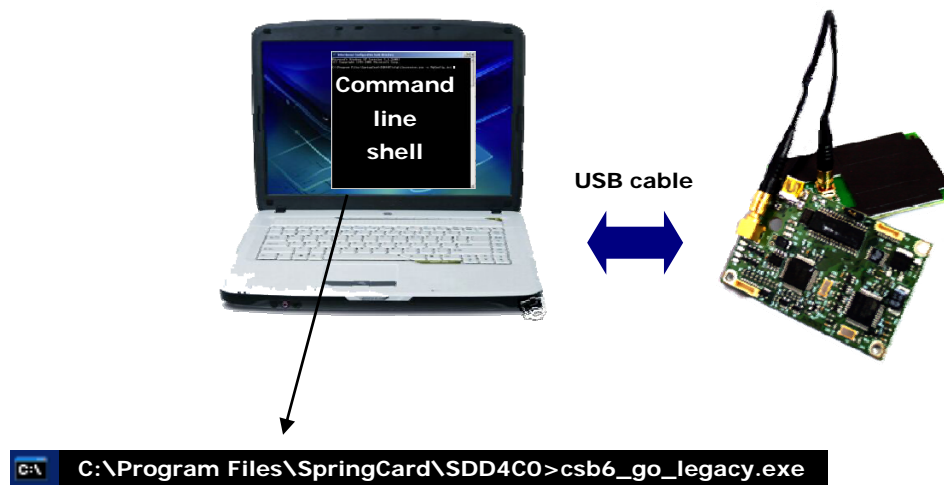 Command
line
shell
USB cable
C:\
C:\Program Files\SpringCard\SDD4C0>csb6_go_legacy.exe